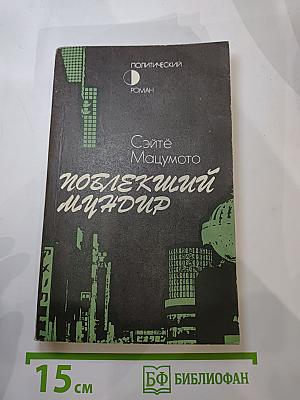 ПОЛИТИЧЕСКИЙ
РОМАН
Сэйтё
Мацумото
ПОБЛЕКШИЙ
МУНДИР
15 см
БФ БИБЛИОФАН